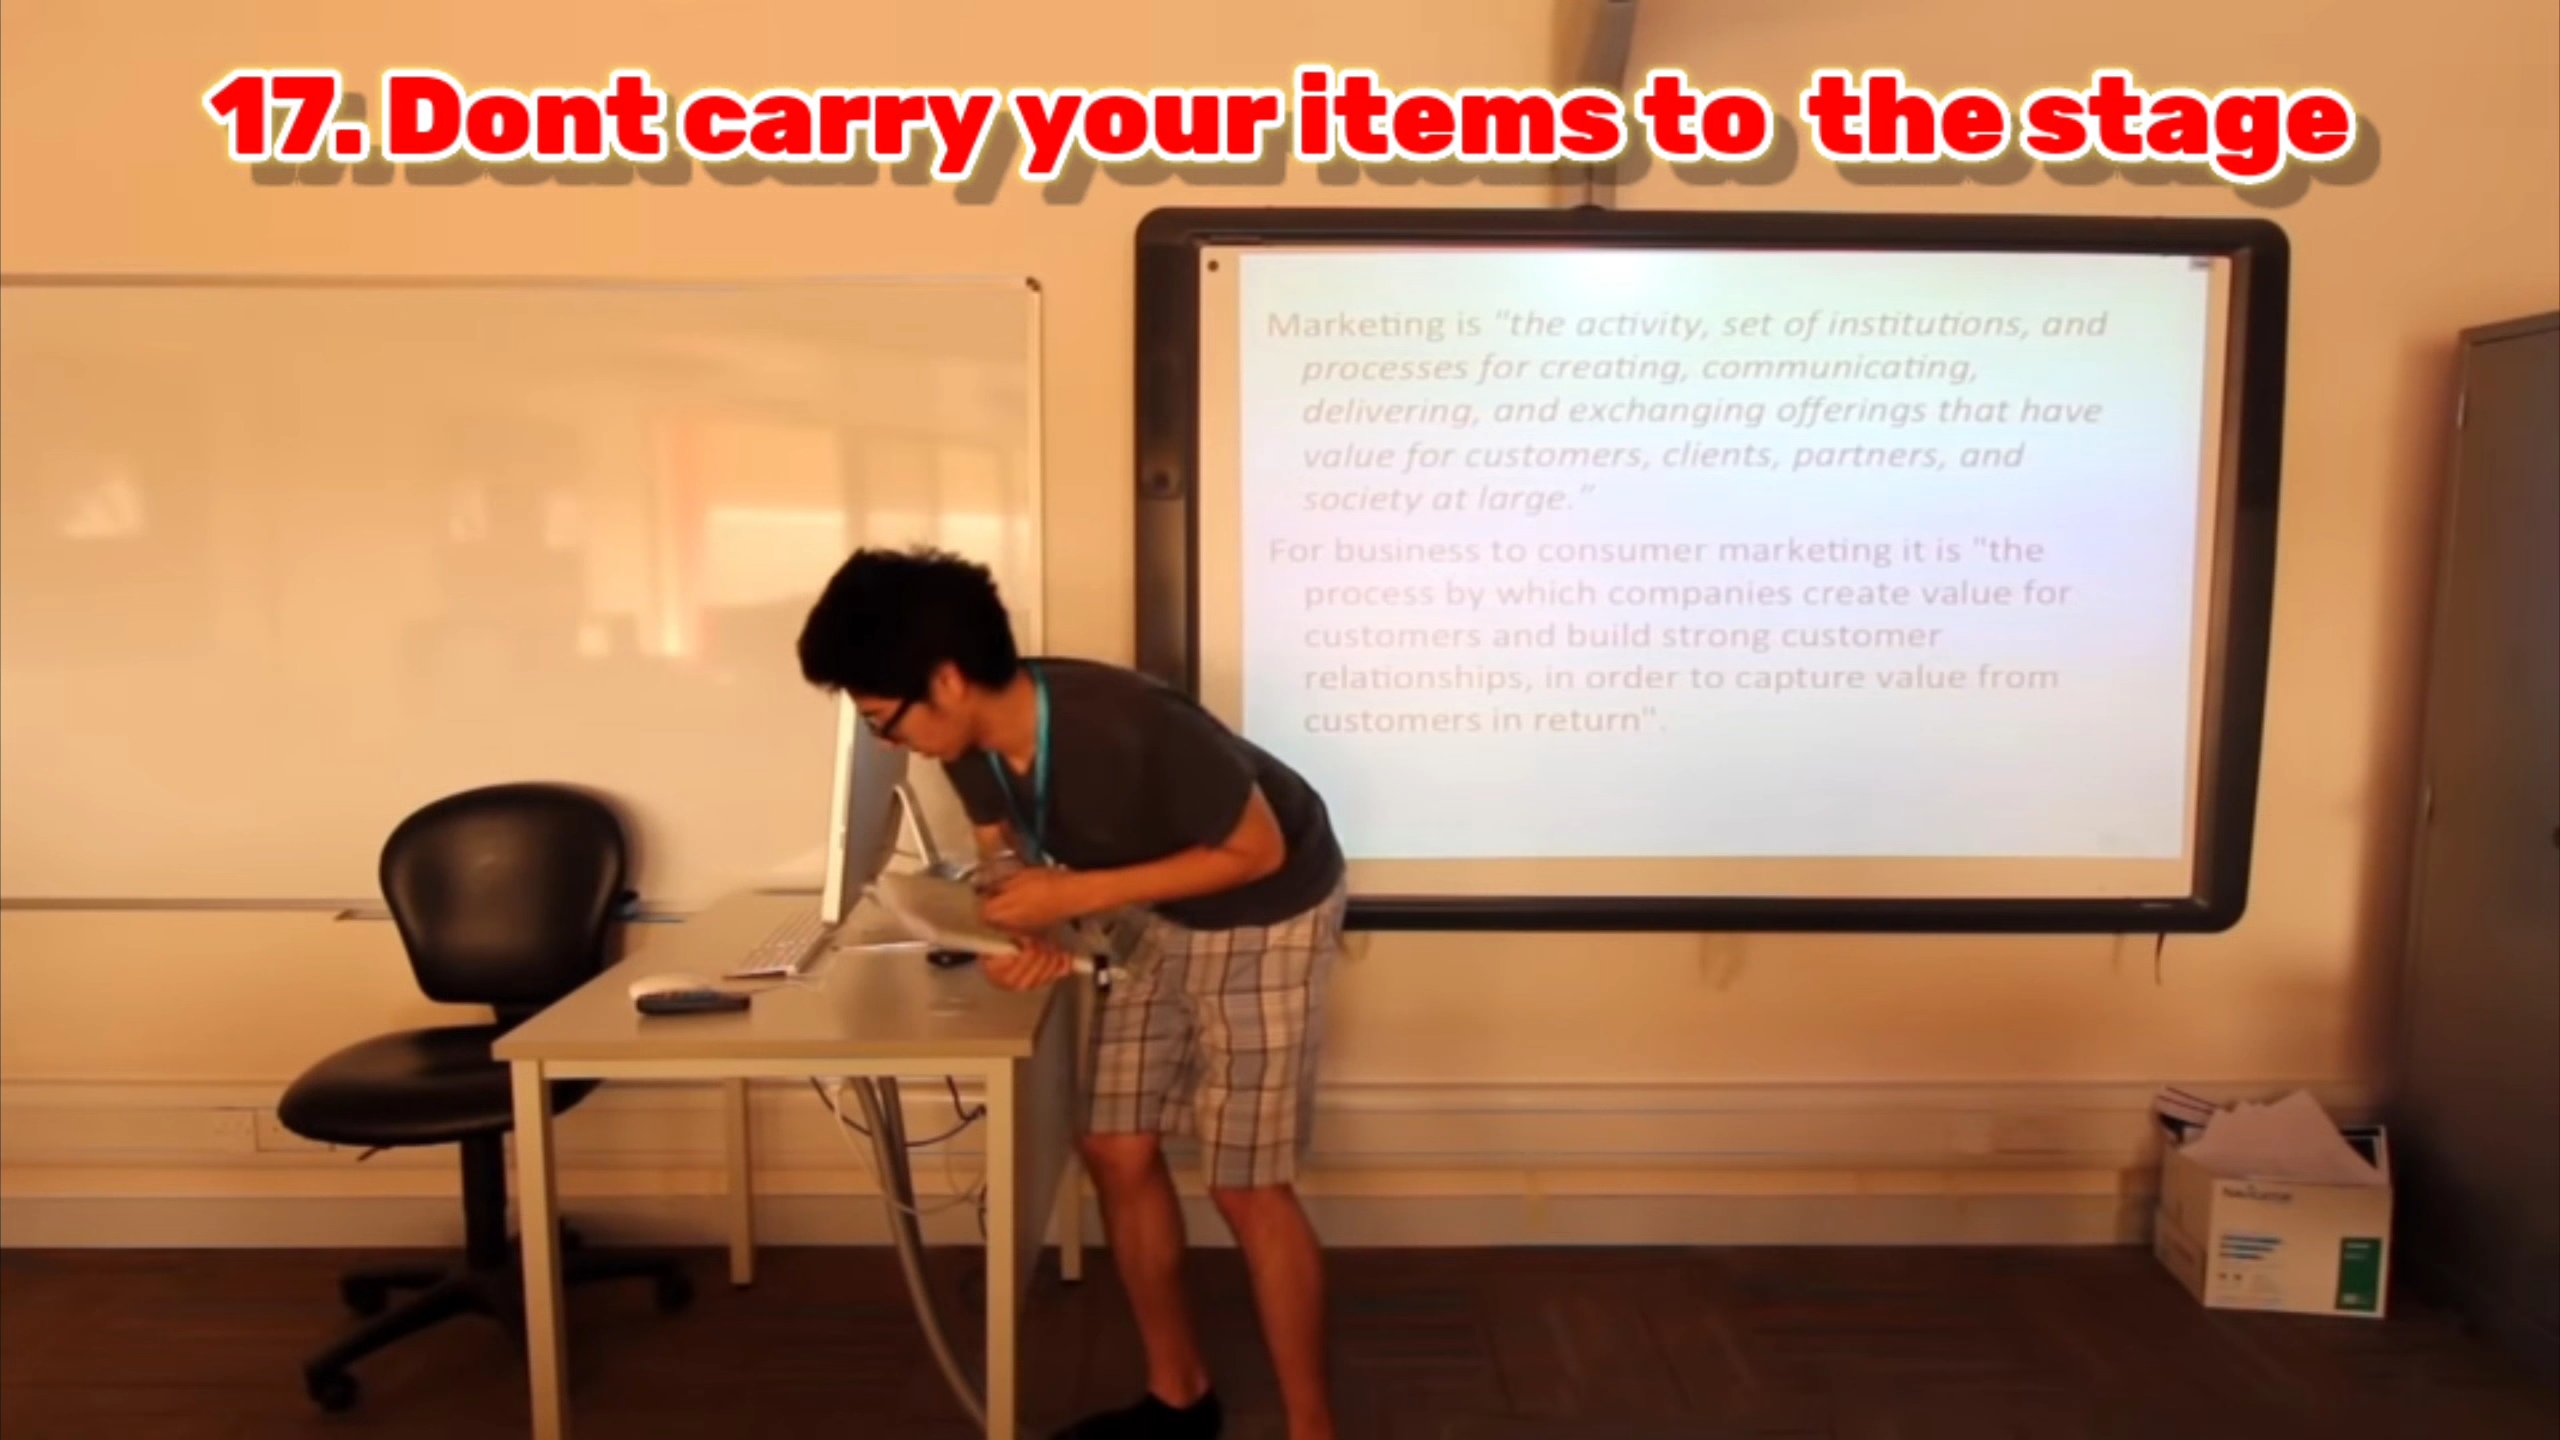 17. Dont carry your items to the stage
Marketing is "the activity, set of institutions, and
processes for creating, communicating,
delivering, and exchanging offerings that have
value for customers, clients, partners, and
society at large."
For business to consumer marketing it is "the
process by which companies create value for
customers and build strong customer
relationships, in order to capture value from
customers in return".